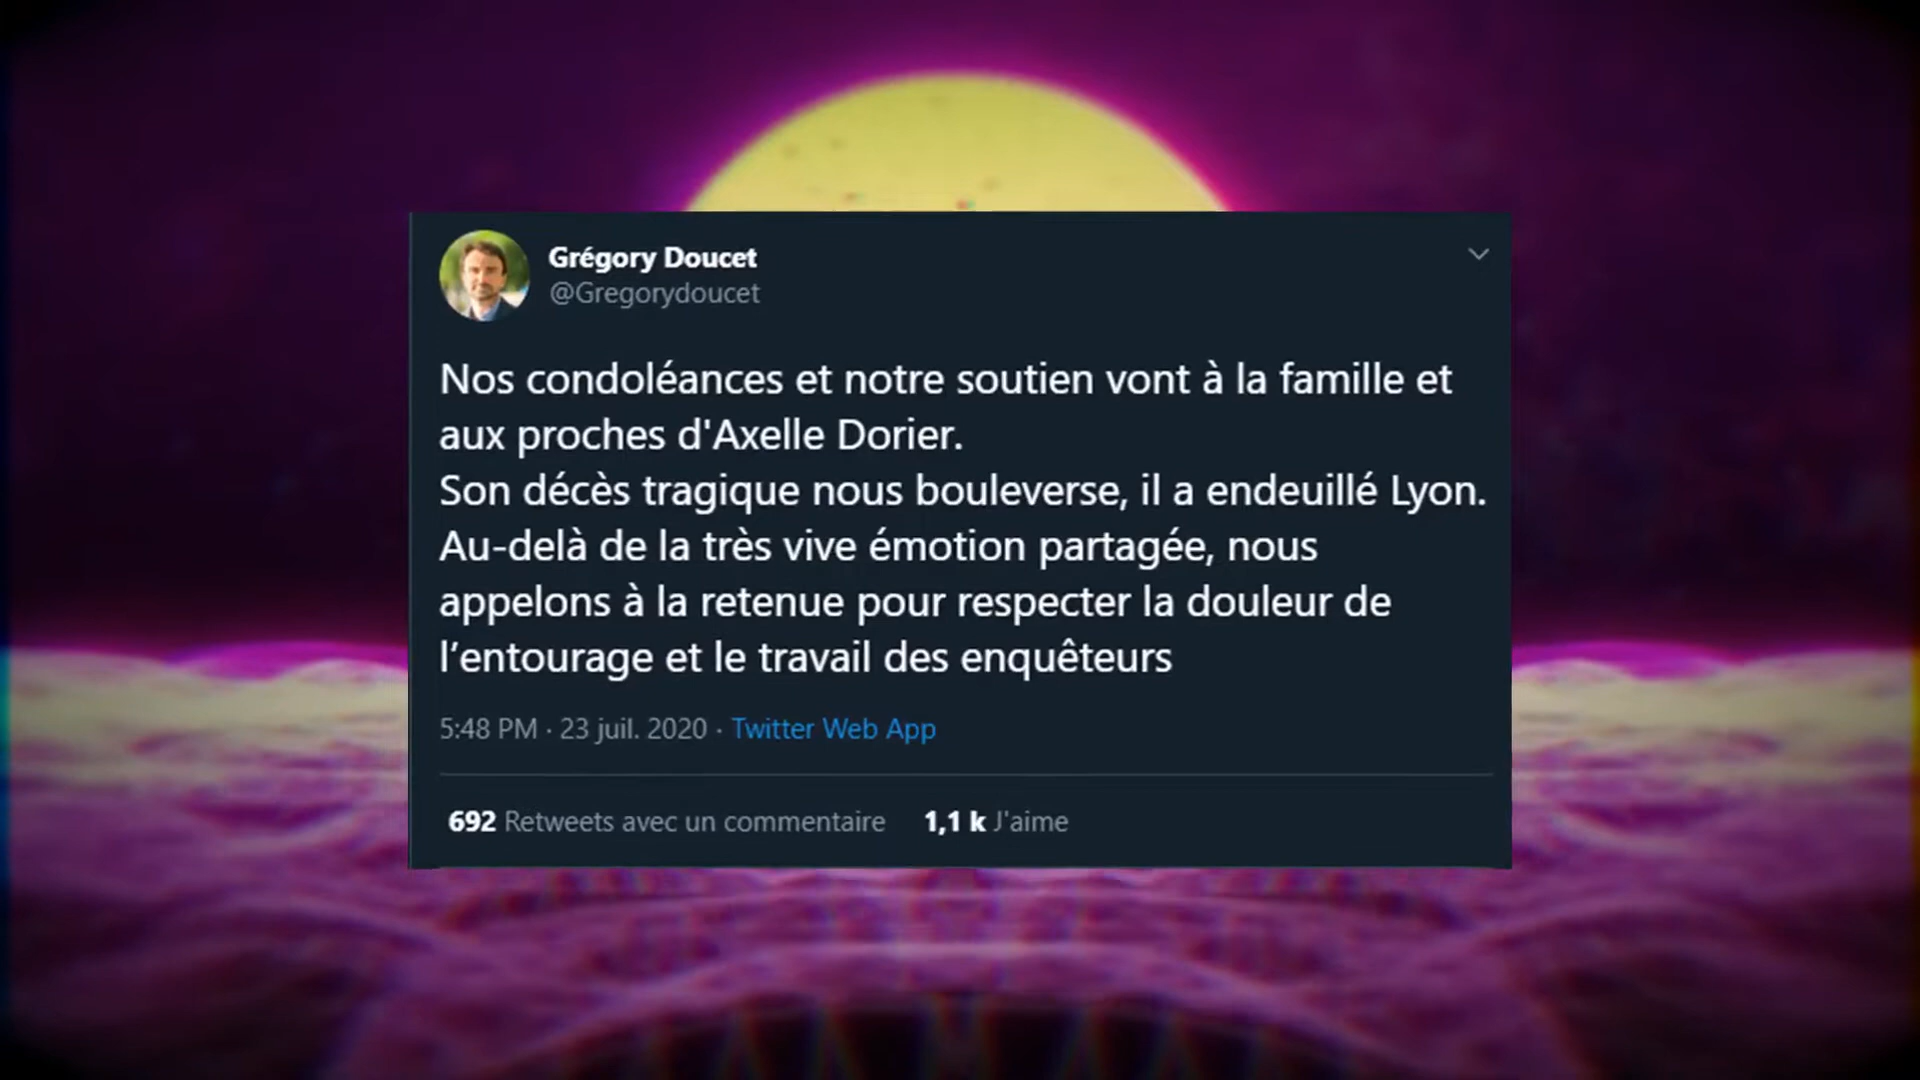 Grégory Doucet
@Gregorydoucet
Nos condoléances et notre soutien vont à la famille et
aux proches d'Axelle Dorier.
Son décès tragique nous bouleverse, il a endeuillé Lyon.
Au-delà de la très vive émotion partagée, nous
appelons à la retenue pour respecter la douleur de
l’entourage et le travail des enquêteurs
5:48 PM · 23 juil. 2020 · Twitter Web App
692 Retweets avec un commentaire 1,1 k J'aime